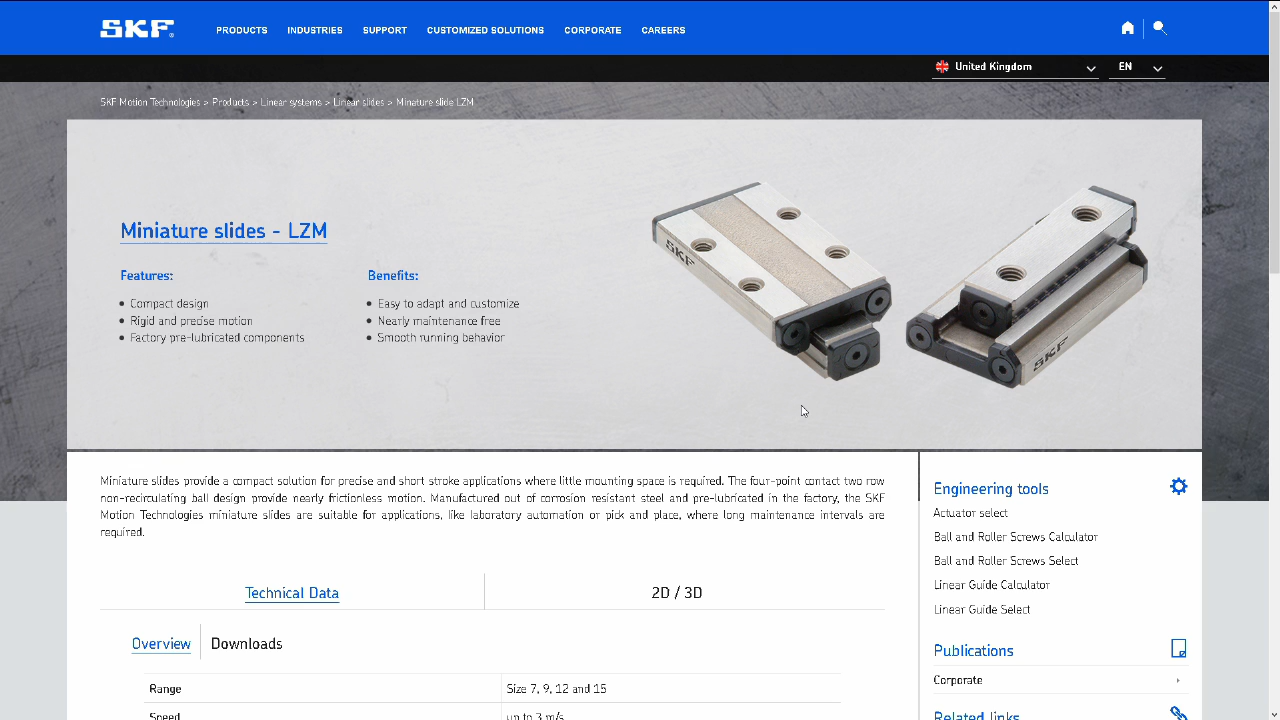 SKF.
PRODUCTS INDUSTRIES SUPPORT CUSTOMIZED SOLUTIONS CORPORATE CAREERS
United Kingdom EN
SKF Motion Technologies > Products > Linear systems > Linear slides > Minature slide LZM
Miniature slides - LZM
Features:
Compact design
Rigid and precise motion
Factory pre-lubricated components
Benefits:
Easy to adapt and customize
Nearly maintenance free
Smooth running behavior
SKF
SKF
Miniature slides provide a compact solution for precise and short stroke applications where little mounting space is required. The four-point contact two row
non-recirculating ball design provide nearly frictionless motion. Manufactured out of corrosion resistant steel and pre-lubricated in the factory, the SKF
Motion Technologies miniature slides are suitable for applications, like laboratory automation or pick and place, where long maintenance intervals are
required.
Technical Data 2D / 3D
Overview Downloads
Range Size 7, 9, 12 and 15
Speed up to 3 m/s
Engineering tools
Actuator select
Ball and Roller Screws Calculator
Ball and Roller Screws Select
Linear Guide Calculator
Linear Guide Select
Publications
Corporate
Related links